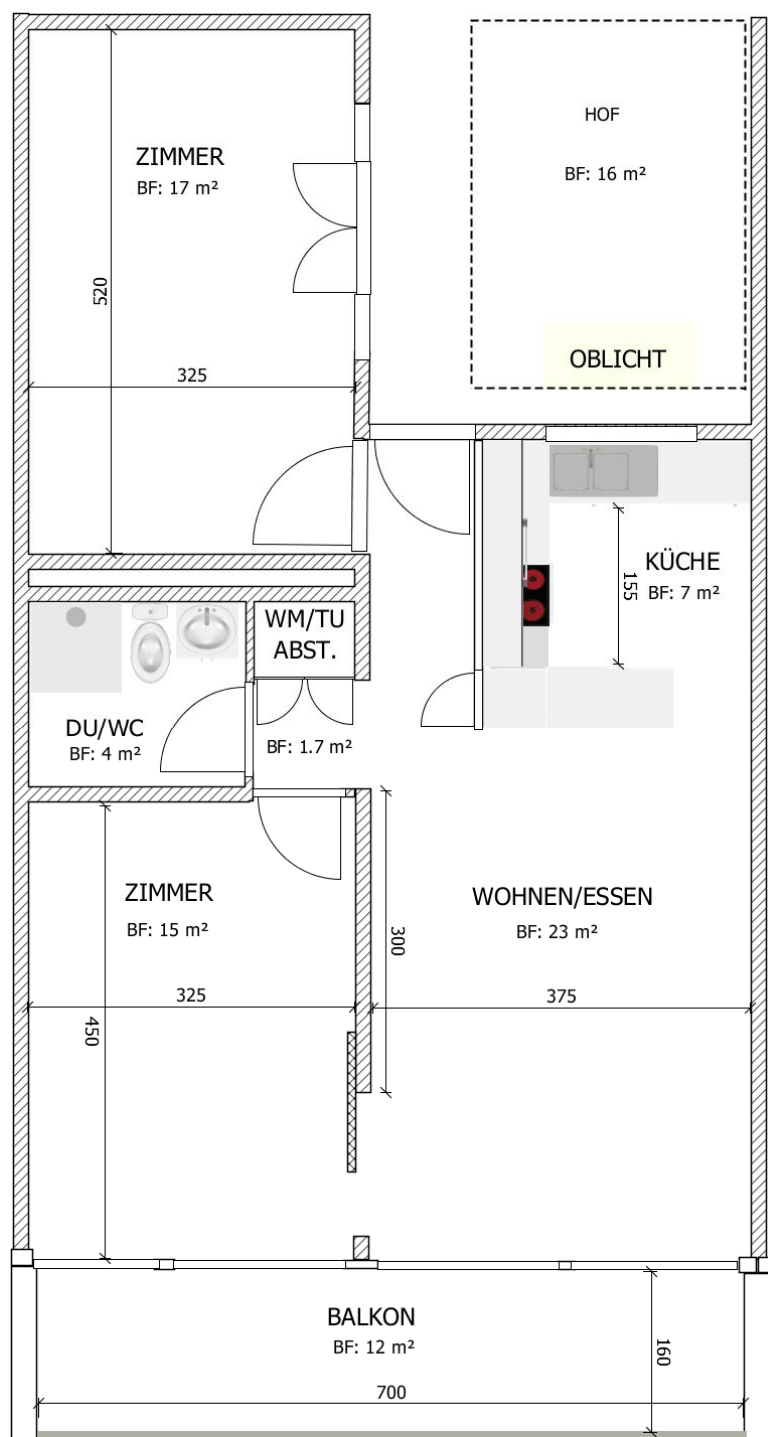 HOF
BF: 16 m²
OBLICHT
ZIMMER
BF: 17 m²
520
325
KÜCHE
BF: 7 m²
155
WM/TU
ABST.
BF: 1.7 m²
DU/WC
BF: 4 m²
ZIMMER
BF: 15 m²
325
450
WOHNEN/ESSEN
BF: 23 m²
300
375
BALKON
BF: 12 m²
160
700